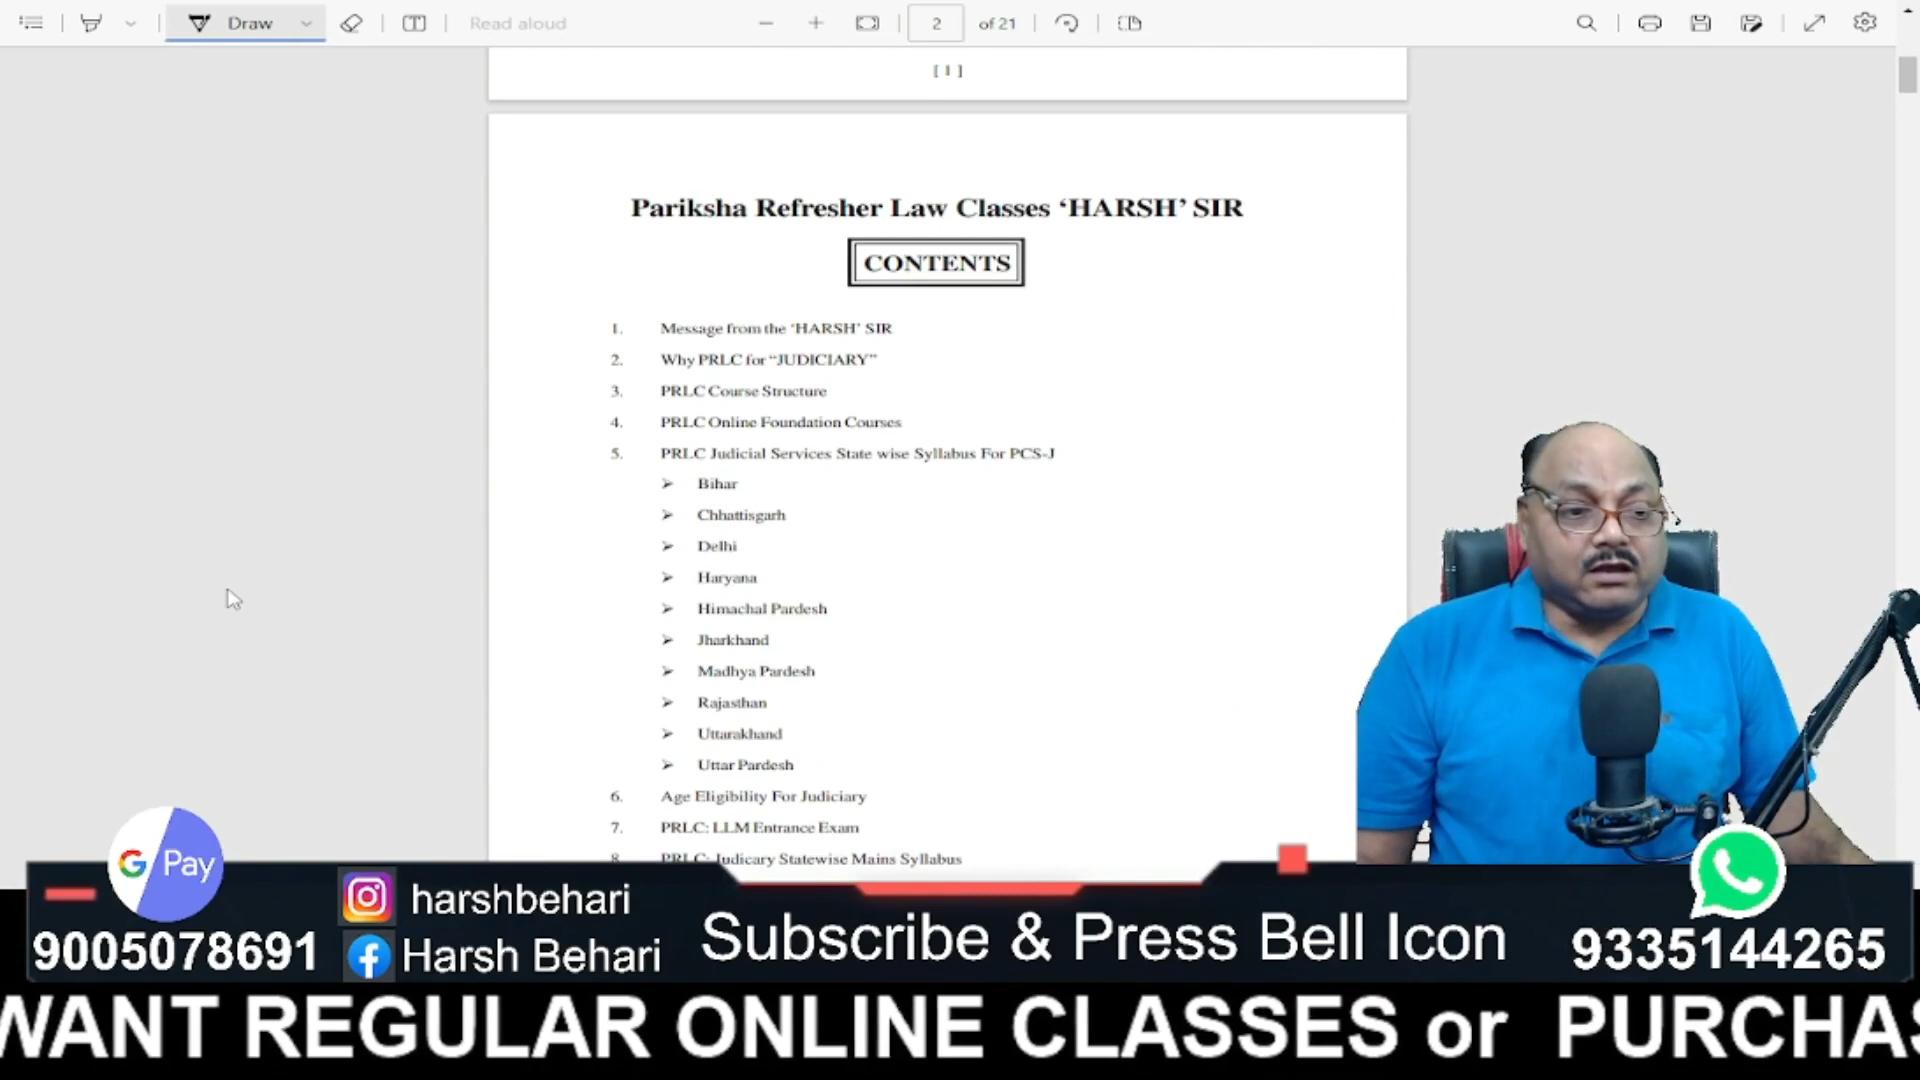 Draw
Read aloud
2 of 21
[ 1 ]
Pariksha Refresher Law Classes ‘HARSH’ SIR
CONTENTS
1. Message from the ‘HARSH’ SIR
2. Why PRLC for “JUDICIARY”
3. PRLC Course Structure
4. PRLC Online Foundation Courses
5. PRLC Judicial Services State wise Syllabus For PCS-J
➢ Bihar
➢ Chhattisgarh
➢ Delhi
➢ Haryana
➢ Himachal Pardesh
➢ Jharkhand
➢ Madhya Pardesh
➢ Rajasthan
➢ Uttarakhand
➢ Uttar Pardesh
6. Age Eligibility For Judiciary
7. PRLC: LLM Entrance Exam
8. PRLC: Judicary Statewise Mains Syllabus
G Pay
9005078691
harshbehari
Harsh Behari
Subscribe & Press Bell Icon
9335144265
WANT REGULAR ONLINE CLASSES or PURCHAS